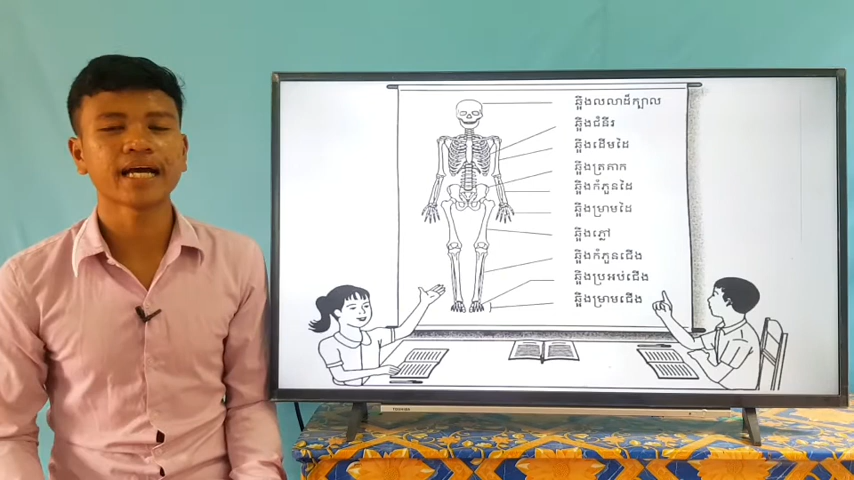 ឆ្អឹងលលាដ៍ក្បាល
ឆ្អឹងជំនីរ
ឆ្អឹងដើមដៃ
ឆ្អឹងត្រគាក
ឆ្អឹងកំភួនដៃ
ឆ្អឹងម្រាមដៃ
ឆ្អឹងភ្លៅ
ឆ្អឹងកំភួនជើង
ឆ្អឹងប្រអប់ជើង
ឆ្អឹងម្រាមជើង
TOSHIBA